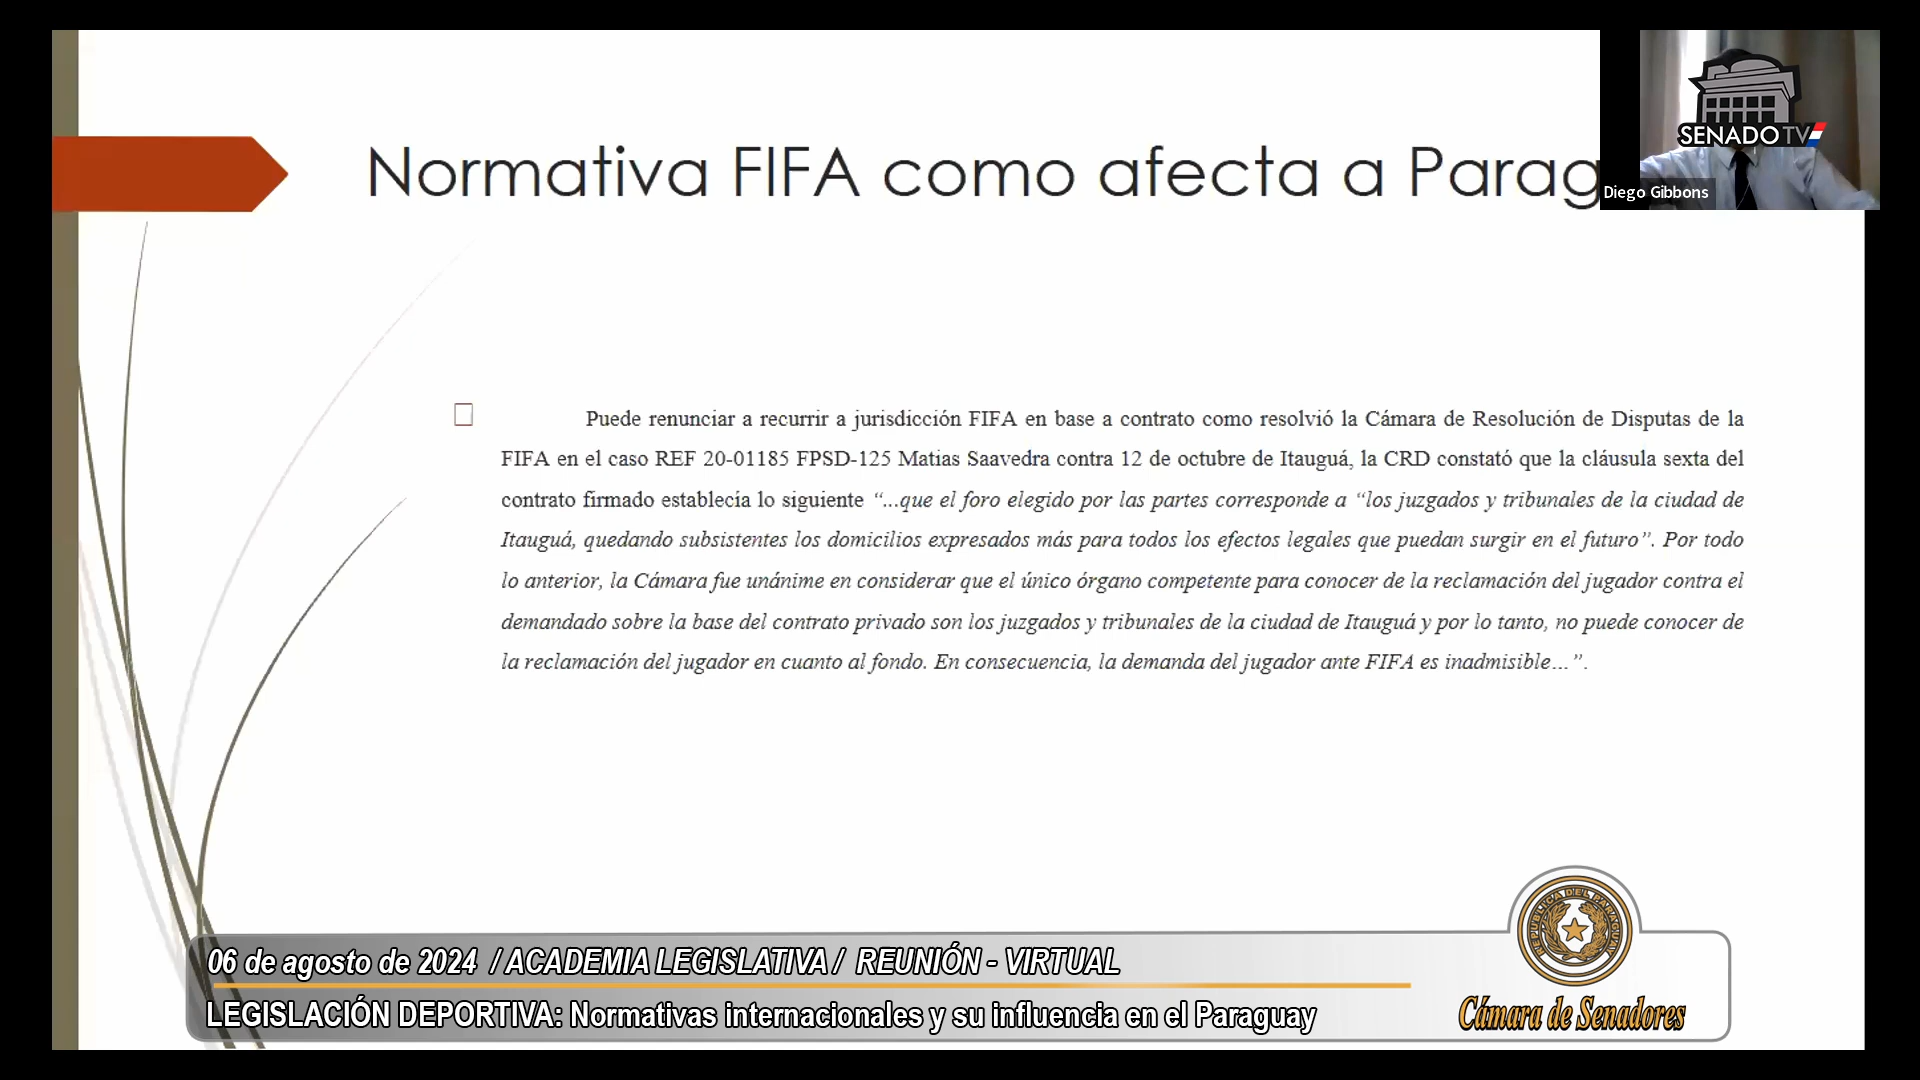 Normativa FIFA como afecta a Parag
SENADO TV
Diego Gibbons
Puede renunciar a recurrir a jurisdicción FIFA en base a contrato como resolvió la Cámara de Resolución de Disputas de la
FIFA en el caso REF 20-01185 FPSD-125 Matias Saavedra contra 12 de octubre de Itauguá, la CRD constató que la cláusula sexta del
contrato firmado establecía lo siguiente “...que el foro elegido por las partes corresponde a “los juzgados y tribunales de la ciudad de
Itauguá, quedando subsistentes los domicilios expresados más para todos los efectos legales que puedan surgir en el futuro”. Por todo
lo anterior, la Cámara fue unánime en considerar que el único órgano competente para conocer de la reclamación del jugador contra el
demandado sobre la base del contrato privado son los juzgados y tribunales de la ciudad de Itauguá y por lo tanto, no puede conocer de
la reclamación del jugador en cuanto al fondo. En consecuencia, la demanda del jugador ante FIFA es inadmisible…”.
06 de agosto de 2024 / ACADEMIA LEGISLATIVA / REUNIÓN - VIRTUAL
LEGISLACIÓN DEPORTIVA: Normativas internacionales y su influencia en el Paraguay
REPUBLICA DEL PARAGUAY
Cámara de Senadores